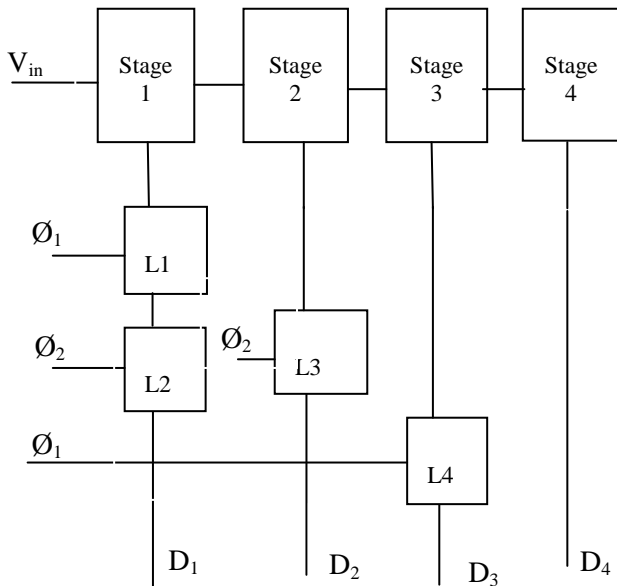 V_in
Stage
1
Stage
2
Stage
3
Stage
4
Ø₁
L1
Ø₂
L2
Ø₂
L3
Ø₁
L4
D₁
D₂
D₃
D₄